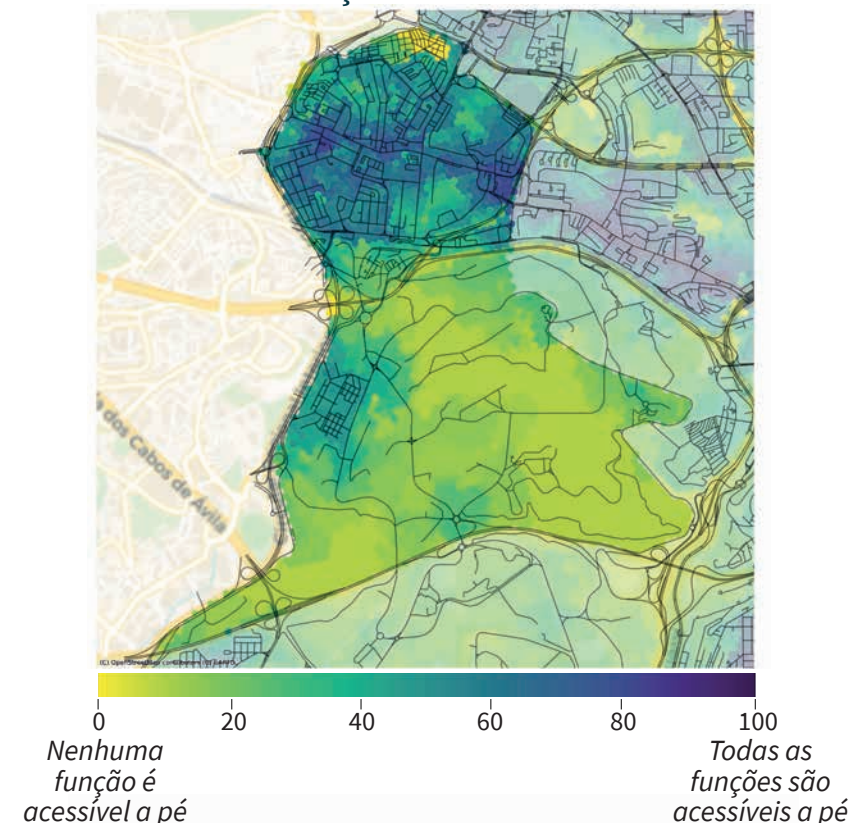 a dos Cabos de Ávila
0 20 40 60 80 100
Nenhuma
função é
acessível a pé
Todas as
funções são
acessíveis a pé